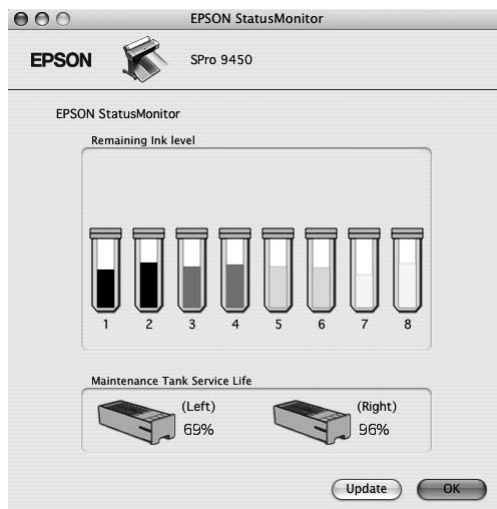 EPSON StatusMonitor
EPSON SPro 9450
EPSON StatusMonitor
Remaining Ink level
1 2 3 4 5 6 7 8
Maintenance Tank Service Life
(Left) (Right)
69% 96%
Update OK